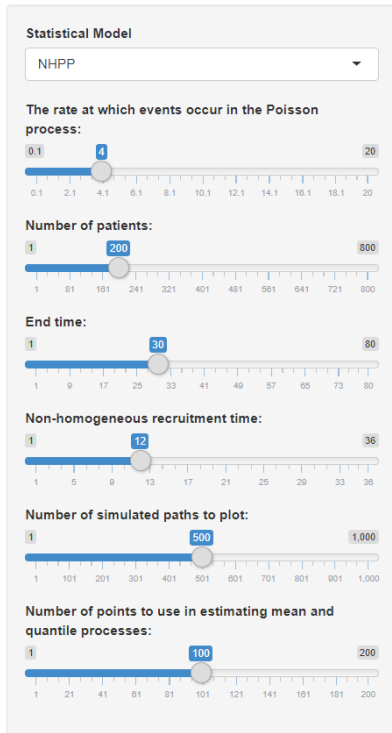 Statistical Model
NHPP
The rate at which events occur in the Poisson
process:
0.1 4 20
0.1 2.1 4.1 6.1 8.1 10.1 12.1 14.1 16.1 18.1 20
Number of patients:
1 200 800
1 81 161 241 321 401 481 561 641 721 800
End time:
1 30 80
1 9 17 25 33 41 49 57 65 73 80
Non-homogeneous recruitment time:
1 12 36
1 5 9 13 17 21 25 29 33 36
Number of simulated paths to plot:
1 500 1,000
1 101 201 301 401 501 601 701 801 901 1,000
Number of points to use in estimating mean and
quantile processes:
1 100 200
1 21 41 61 81 101 121 141 161 181 200